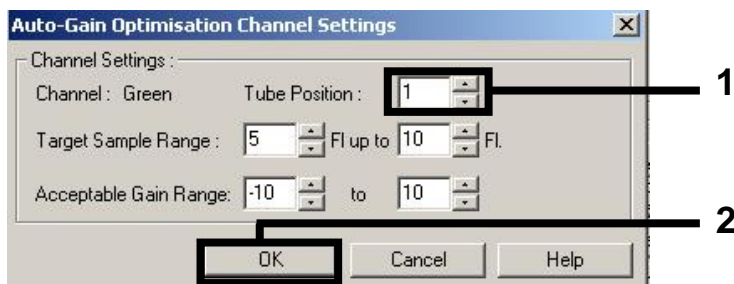 Auto-Gain Optimisation Channel Settings
Channel Settings :
Channel : Green Tube Position : 1
1
Target Sample Range : 5 Fl up to 10 Fl.
Acceptable Gain Range: -10 to 10
2
OK Cancel Help